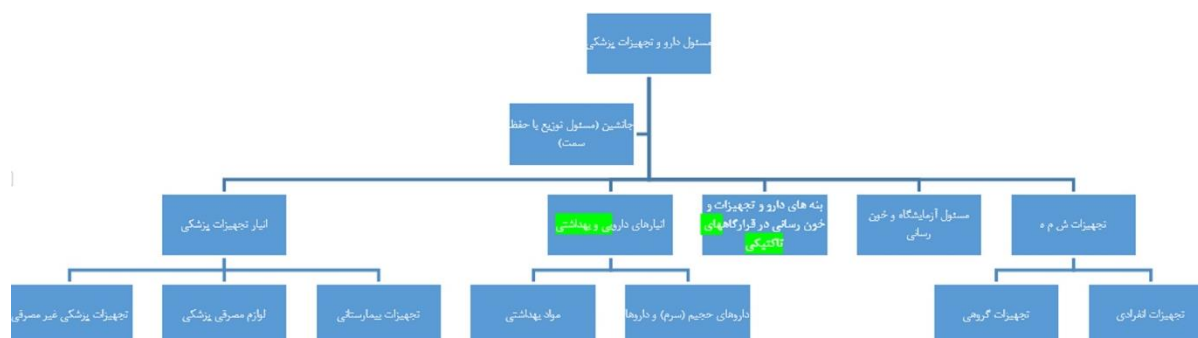 مسئول دارو و تجهیزات پزشکی
جانشین (مسئول توزیع با حفظ
سمت)
تجهیزات ش م ه
مسئول آزمایشگاه و خون
رسانی
بنه های دارو و تجهیزات و
خون رسانی در قرارگاههای
تاکتیکی
انبارهای دارویی و بهداشتی
انبار تجهیزات پزشکی
تجهیزات انفرادی
تجهیزات گروهی
داروهای حجیم (سرم) و داروها
مواد بهداشتی
تجهیزات بیمارستانی
لوازم مصرفی پزشکی
تجهیزات پزشکی غیر مصرفی